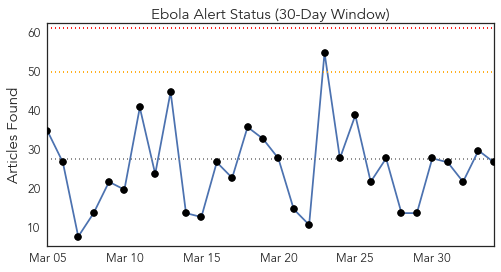 Ebola Alert Status (30-Day Window)
Articles Found
60
50
40
30
20
10
Mar 05
Mar 10
Mar 15
Mar 20
Mar 25
Mar 30